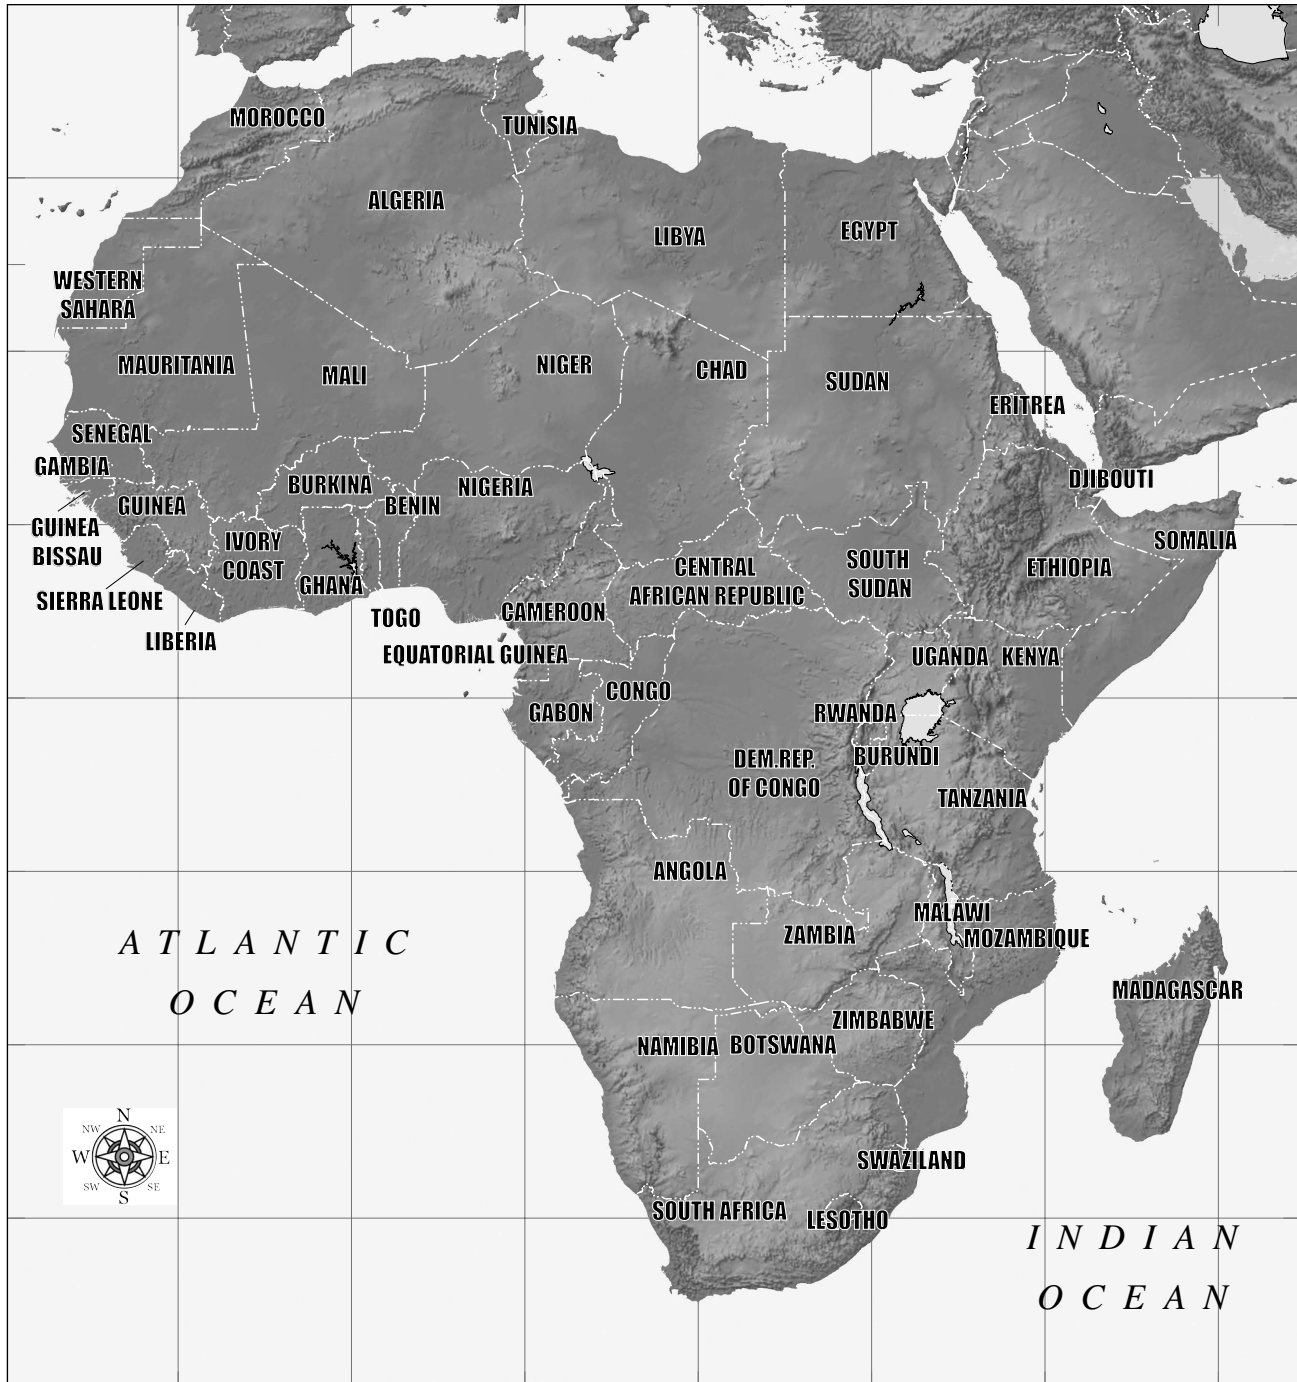 MOROCCO
TUNISIA
ALGERIA
LIBYA
EGYPT
WESTERN
SAHARA
MAURITANIA
MALI
NIGER
CHAD
SUDAN
ERITREA
SENEGAL
GAMBIA
BURKINA
BENIN
NIGERIA
DJIBOUTI
GUINEA
GUINEA
BISSAU
IVORY
COAST
GHANA
SOMALIA
SOUTH
SUDAN
ETHIOPIA
CENTRAL
AFRICAN REPUBLIC
SIERRA LEONE
LIBERIA
TOGO
CAMEROON
EQUATORIAL GUINEA
UGANDA
KENYA
CONGO
GABON
RWANDA
BURUNDI
DEM.REP.
OF CONGO
TANZANIA
ANGOLA
MALAWI
ZAMBIA
MOZAMBIQUE
ATLANTIC
OCEAN
MADAGASCAR
ZIMBABWE
NAMIBIA
BOTSWANA
N
NW
NE
W
E
SW
SE
S
SWAZILAND
SOUTH AFRICA
LESOTHO
INDIAN
OCEAN